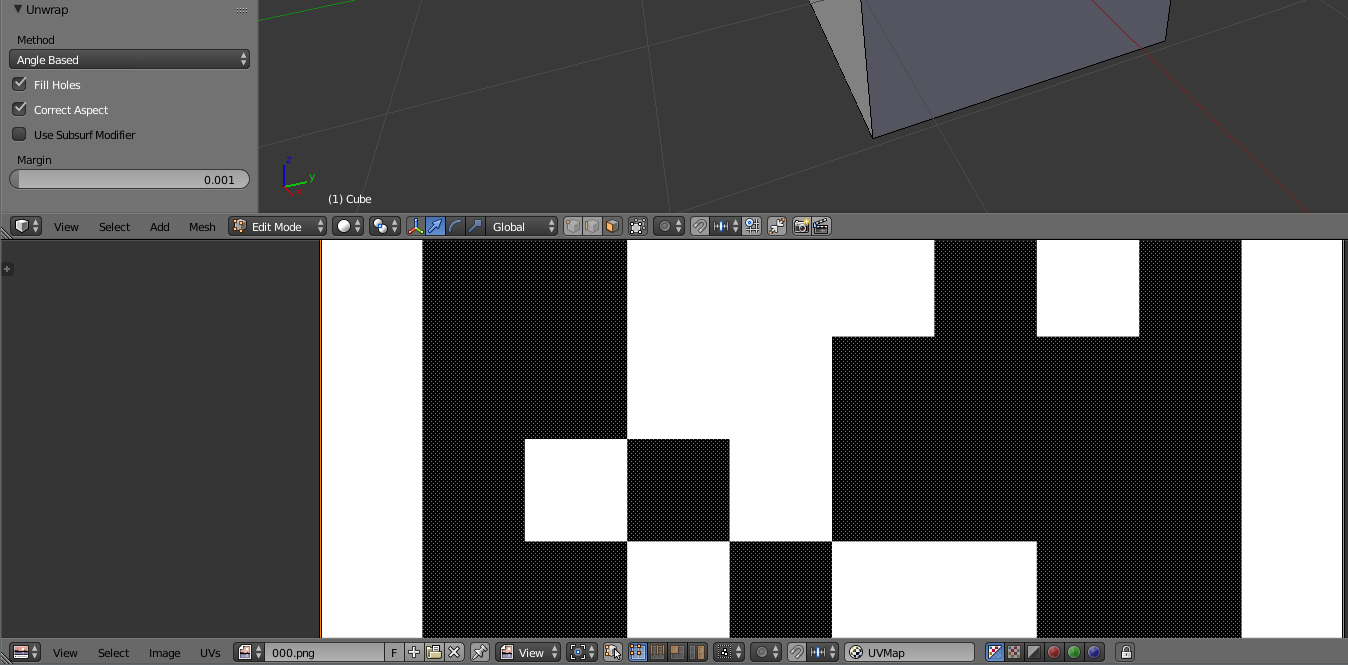 Unwrap
Method
Angle Based
Fill Holes
Correct Aspect
Use Subsurf Modifier
Margin
0.001
z
y
x
(1) Cube
View Select Add Mesh Edit Mode Global
View Select Image UVs 000.png F View UVMap